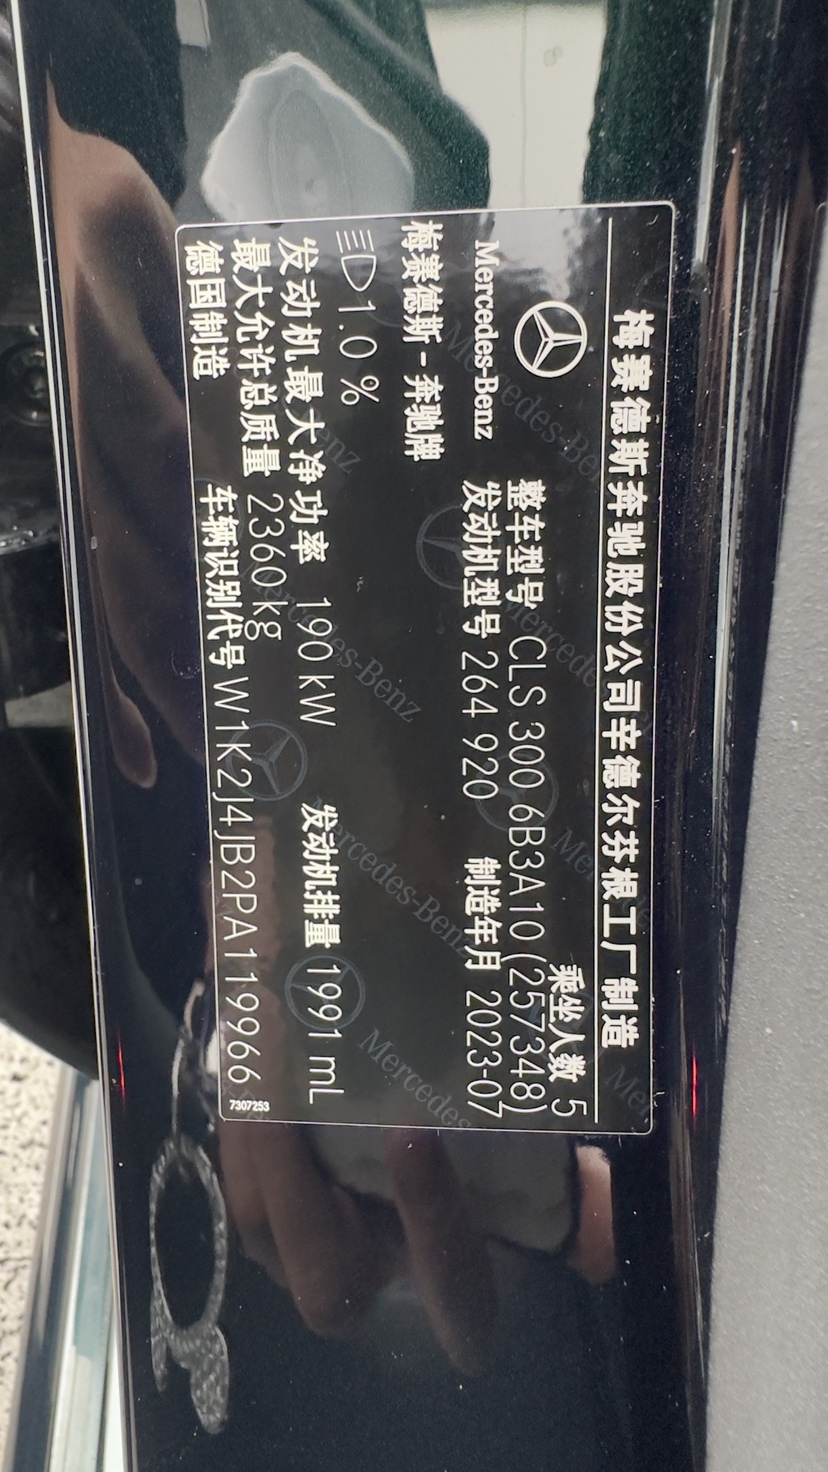 梅赛德斯奔驰股份公司辛德尔芬根工厂制造
乘坐人数 5
Mercedes-Benz
整车型号 CLS 300 6B3A10 (257348)
发动机型号 264 920 制造年月 2023-07
梅赛德斯-奔驰牌
1.0 %
发动机最大净功率 190 kW 发动机排量 1991 mL
最大允许总质量 2360 kg
德国制造 车辆识别代号 W1K2J4JB2PA119966
7307253